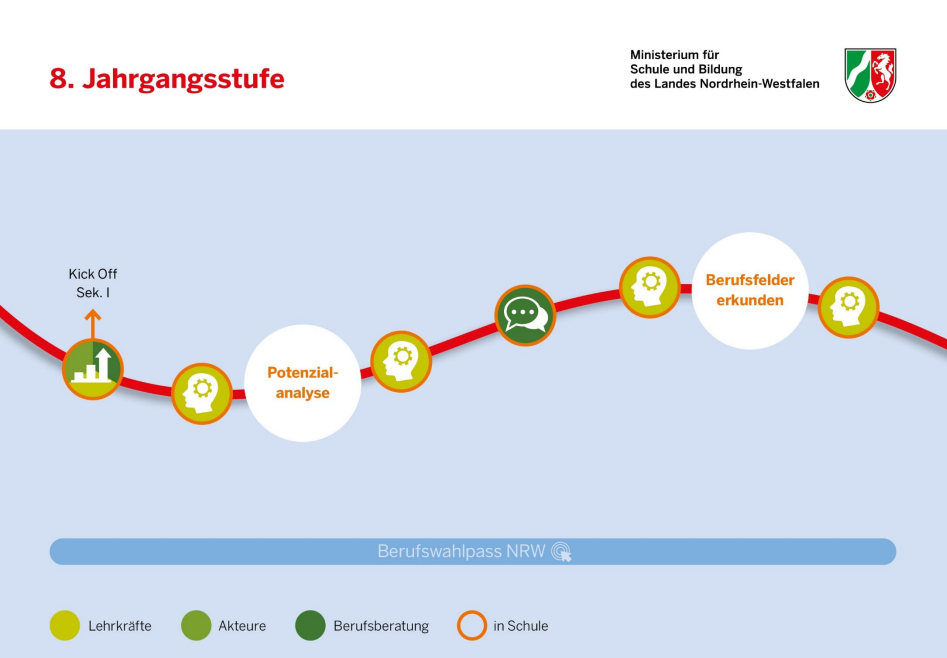 8. Jahrgangsstufe
Ministerium für
Schule und Bildung
des Landes Nordrhein-Westfalen
Kick Off
Sek. I
Potenzial-
analyse
Berufsfelder
erkunden
Berufswahlpass NRW
Lehrkräfte
Akteure
Berufsberatung
in Schule